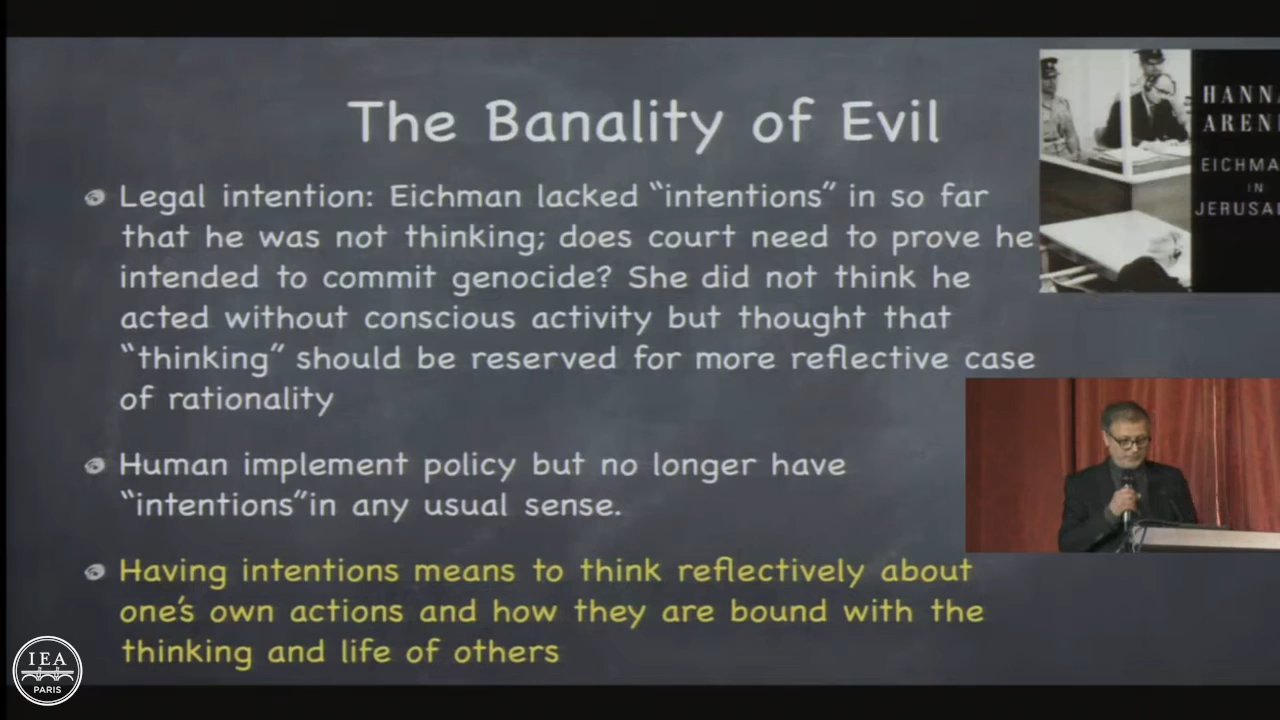 The Banality of Evil
Legal intention: Eichman lacked “intentions” in so far
that he was not thinking; does court need to prove he
intended to commit genocide? She did not think he
acted without conscious activity but thought that
“thinking” should be reserved for more reflective case
of rationality
Human implement policy but no longer have
“intentions”in any usual sense.
Having intentions means to think reflectively about
one's own actions and how they are bound with the
thinking and life of others
HANNA
AREN
EICHMA
IN
JERUSA
IEA
PARIS